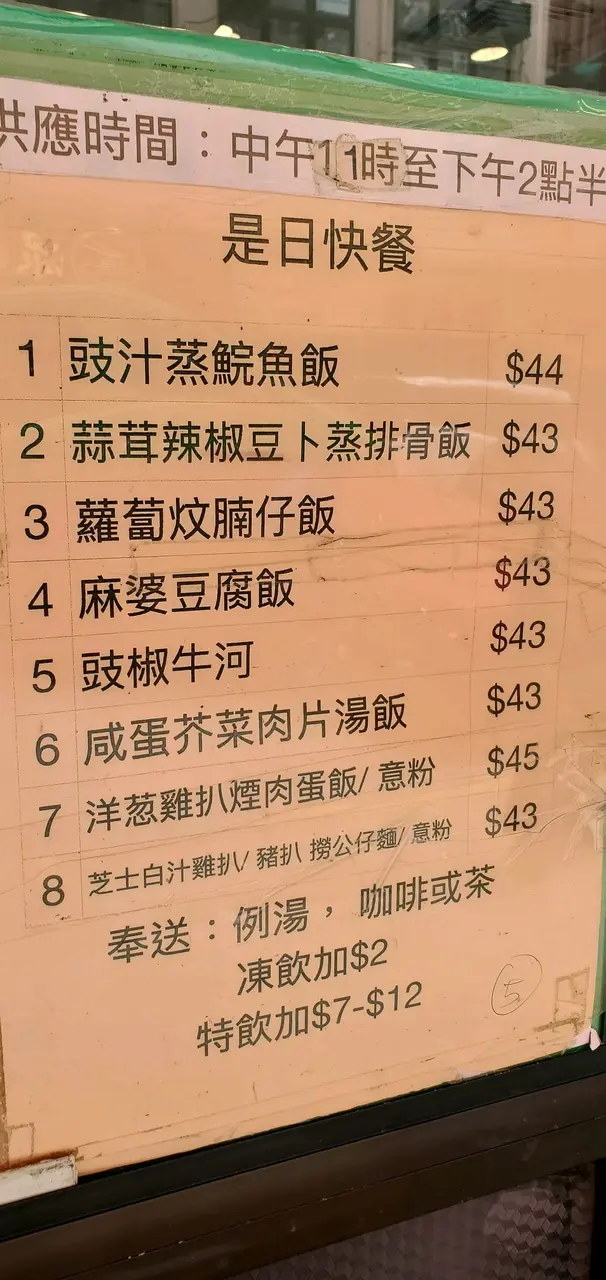 供應時間：中午11時至下午2點半
是日快餐
1 豉汁蒸鯇魚飯 $44
2 蒜茸辣椒豆卜蒸排骨飯 $43
3 蘿蔔炆腩仔飯 $43
4 麻婆豆腐飯 $43
5 豉椒牛河 $43
6 咸蛋芥菜肉片湯飯 $43
7 洋葱雞扒煙肉蛋飯/ 意粉 $45
8 芝士白汁雞扒/ 豬扒 撈公仔麵/ 意粉 $43
奉送：例湯， 咖啡或茶
凍飲加$2
特飲加$7-$12
5